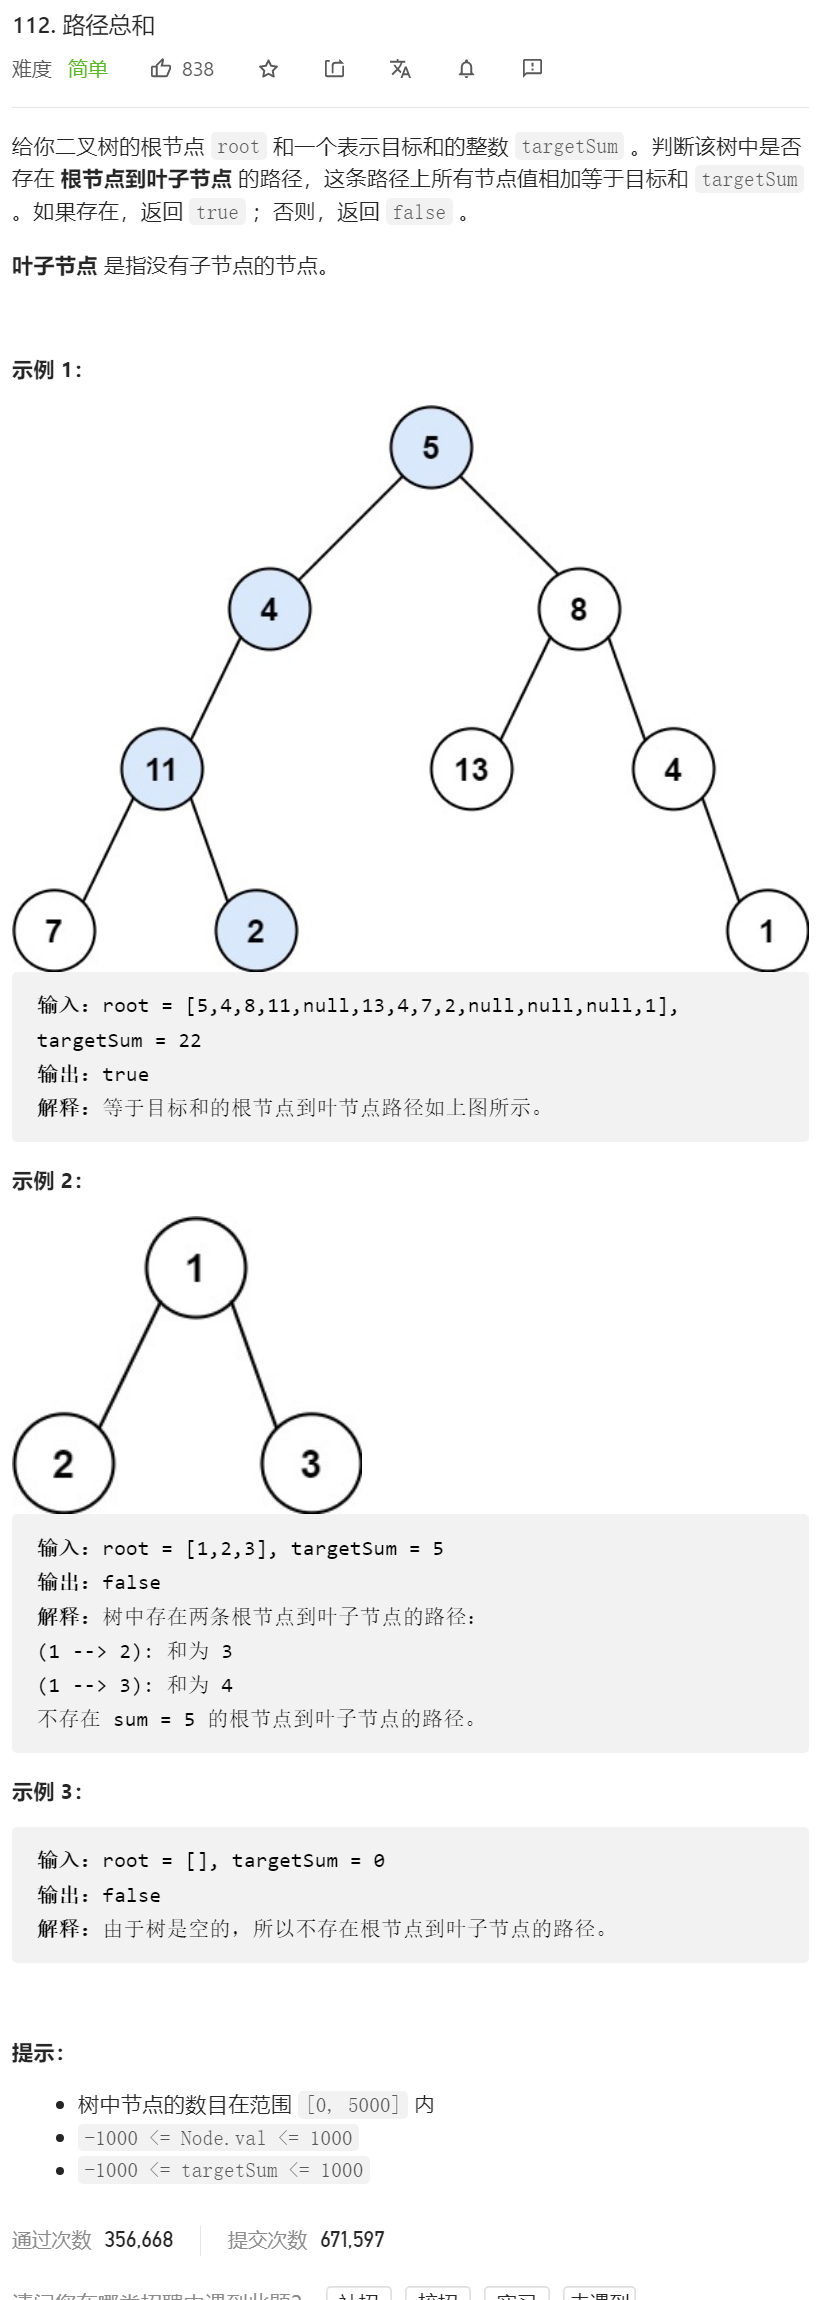 112. 路径总和
难度 简单 838
给你二叉树的根节点 root 和一个表示目标和的整数 targetSum 。判断该树中是否
存在 根节点到叶子节点 的路径，这条路径上所有节点值相加等于目标和 targetSum
。如果存在，返回 true ；否则，返回 false 。
叶子节点 是指没有子节点的节点。
示例 1：
5
4 8
11 13 4
7 2 1
输入：root = [5,4,8,11,null,13,4,7,2,null,null,null,1],
targetSum = 22
输出：true
解释：等于目标和的根节点到叶节点路径如上图所示。
示例 2：
1
2 3
输入：root = [1,2,3], targetSum = 5
输出：false
解释：树中存在两条根节点到叶子节点的路径：
(1 --> 2): 和为 3
(1 --> 3): 和为 4
不存在 sum = 5 的根节点到叶子节点的路径。
示例 3：
输入：root = [], targetSum = 0
输出：false
解释：由于树是空的，所以不存在根节点到叶子节点的路径。
提示：
• 树中节点的数目在范围 [0, 5000] 内
• -1000 <= Node.val <= 1000
• -1000 <= targetSum <= 1000
通过次数 356,668 提交次数 671,597